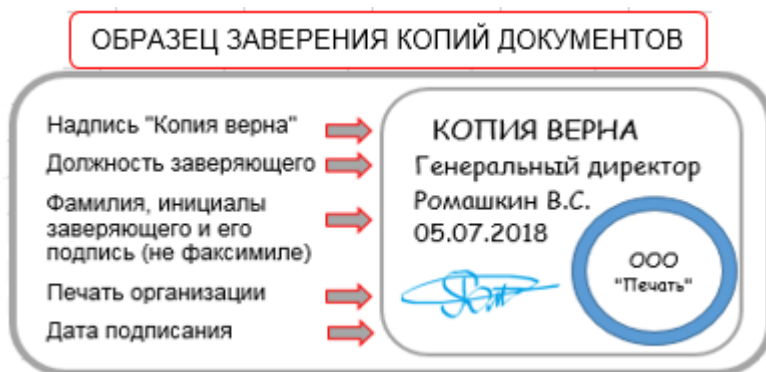 ОБРАЗЕЦ ЗАВЕРЕНИЯ КОПИЙ ДОКУМЕНТОВ
Надпись "Копия верна"
Должность заверяющего
Фамилия, инициалы
заверяющего и его
подпись (не факсимиле)
Печать организации
Дата подписания
КОПИЯ ВЕРНА
Генеральный директор
Ромашкин В.С.
05.07.2018
ООО
"Печать"